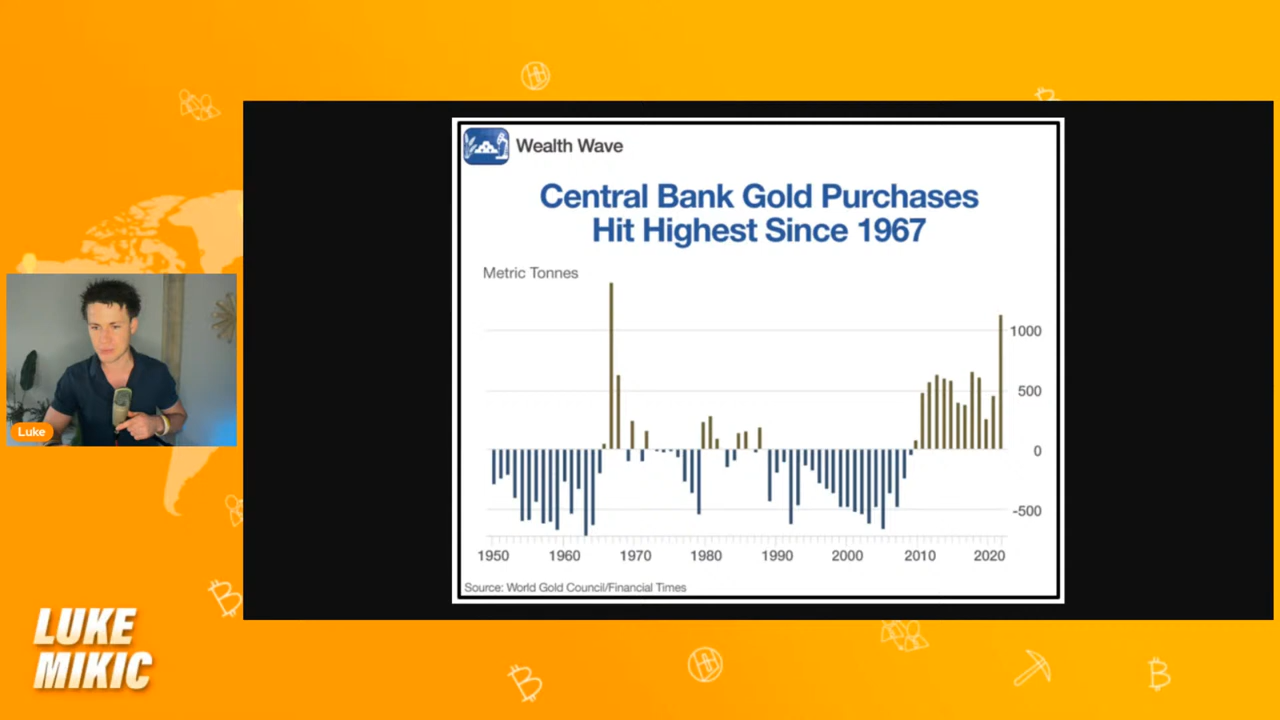 Wealth Wave
Central Bank Gold Purchases
Hit Highest Since 1967
Metric Tonnes
1000
500
0
-500
1950 1960 1970 1980 1990 2000 2010 2020
Source: World Gold Council/Financial Times
Luke
LUKE
MIKIC